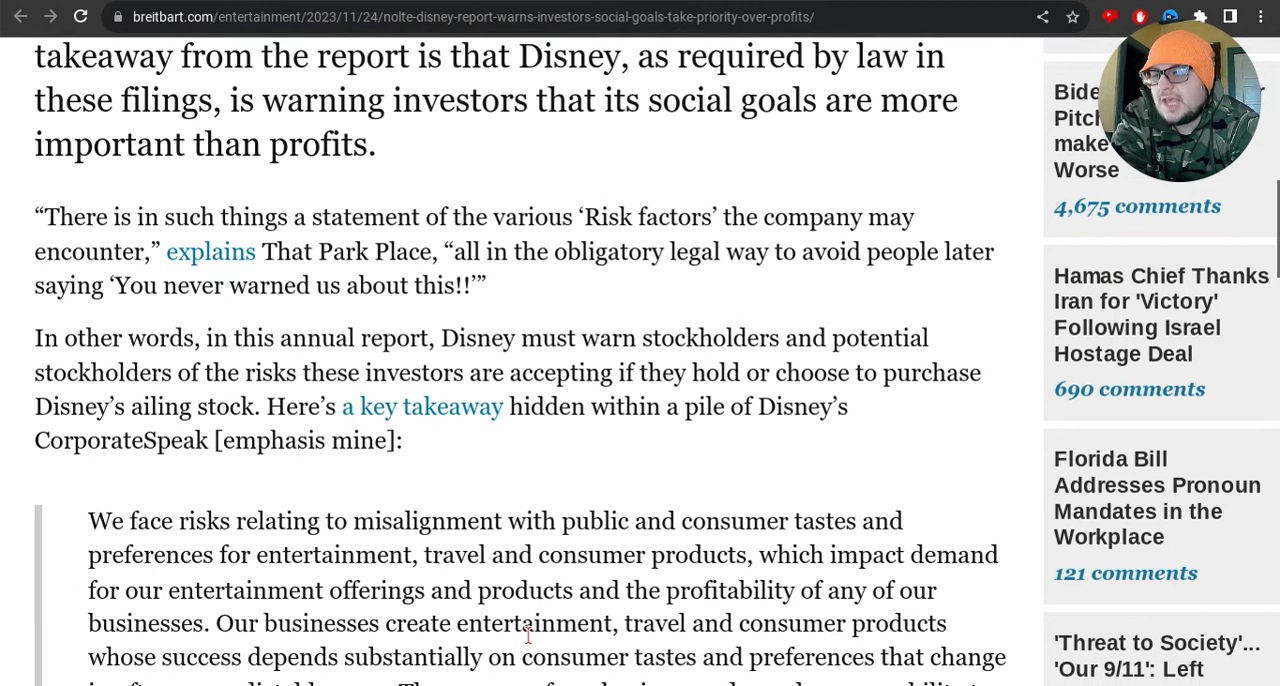 breitbart.com/entertainment/2023/11/24/nolte-disney-report-warns-investors-social-goals-take-priority-over-profits/
takeaway from the report is that Disney, as required by law in
these filings, is warning investors that its social goals are more
important than profits.
“There is in such things a statement of the various ‘Risk factors’ the company may
encounter,” explains That Park Place, “all in the obligatory legal way to avoid people later
saying ‘You never warned us about this!!’”
In other words, in this annual report, Disney must warn stockholders and potential
stockholders of the risks these investors are accepting if they hold or choose to purchase
Disney’s ailing stock. Here’s a key takeaway hidden within a pile of Disney’s
CorporateSpeak [emphasis mine]:
We face risks relating to misalignment with public and consumer tastes and
preferences for entertainment, travel and consumer products, which impact demand
for our entertainment offerings and products and the profitability of any of our
businesses. Our businesses create entertainment, travel and consumer products
whose success depends substantially on consumer tastes and preferences that change
Pitch
make
Worse
4,675 comments
Hamas Chief Thanks
Iran for 'Victory'
Following Israel
Hostage Deal
690 comments
Florida Bill
Addresses Pronoun
Mandates in the
Workplace
121 comments
'Threat to Society'...
'Our 9/11': Left